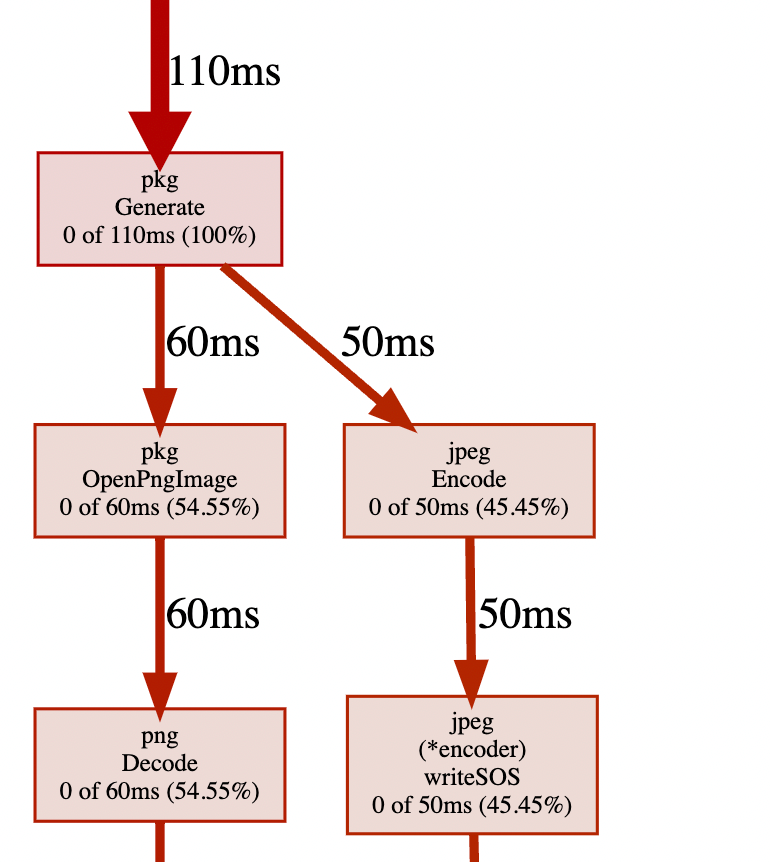 110ms
pkg
Generate
0 of 110ms (100%)
60ms
50ms
pkg
OpenPngImage
0 of 60ms (54.55%)
jpeg
Encode
0 of 50ms (45.45%)
60ms
50ms
png
Decode
0 of 60ms (54.55%)
jpeg
(*encoder)
writeSOS
0 of 50ms (45.45%)